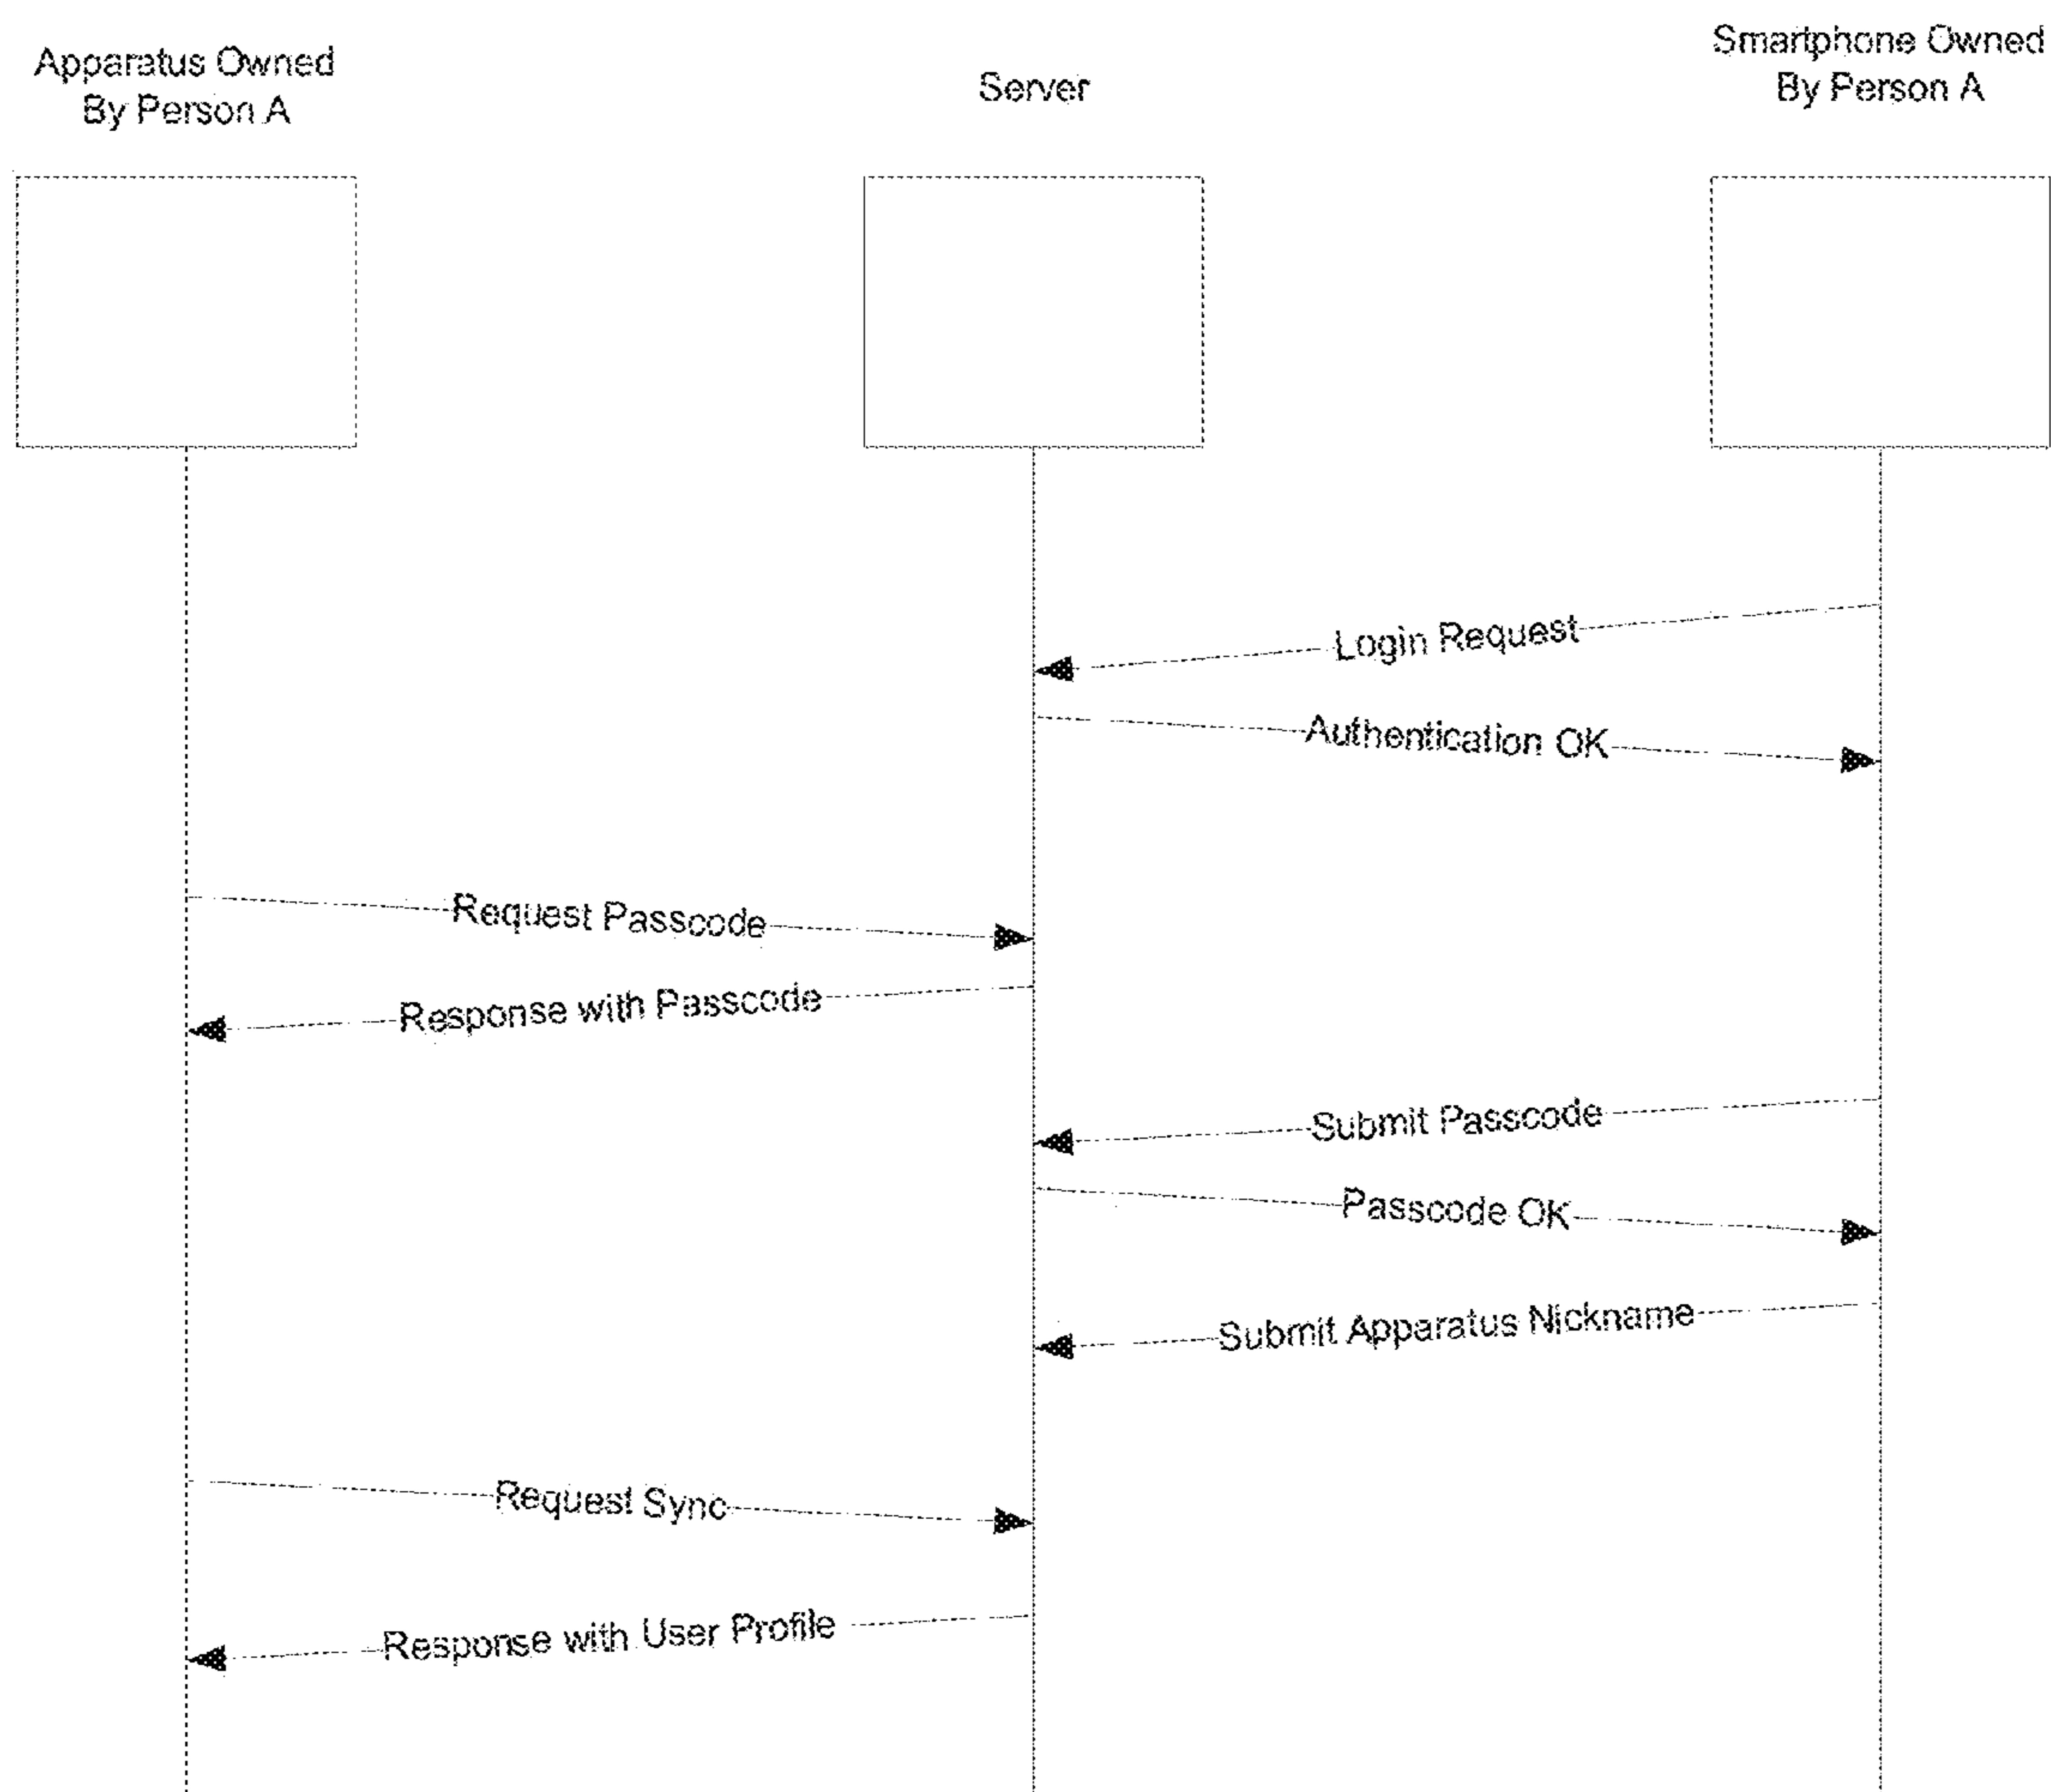 Apparatus Owned
By Person A
Server
Smartphone Owned
By Person A
Login Request
Authentication OK
Request Passcode
Response with Passcode
Submit Passcode
Passcode OK
Submit Apparatus Nickname
Request Sync
Response with User Profile